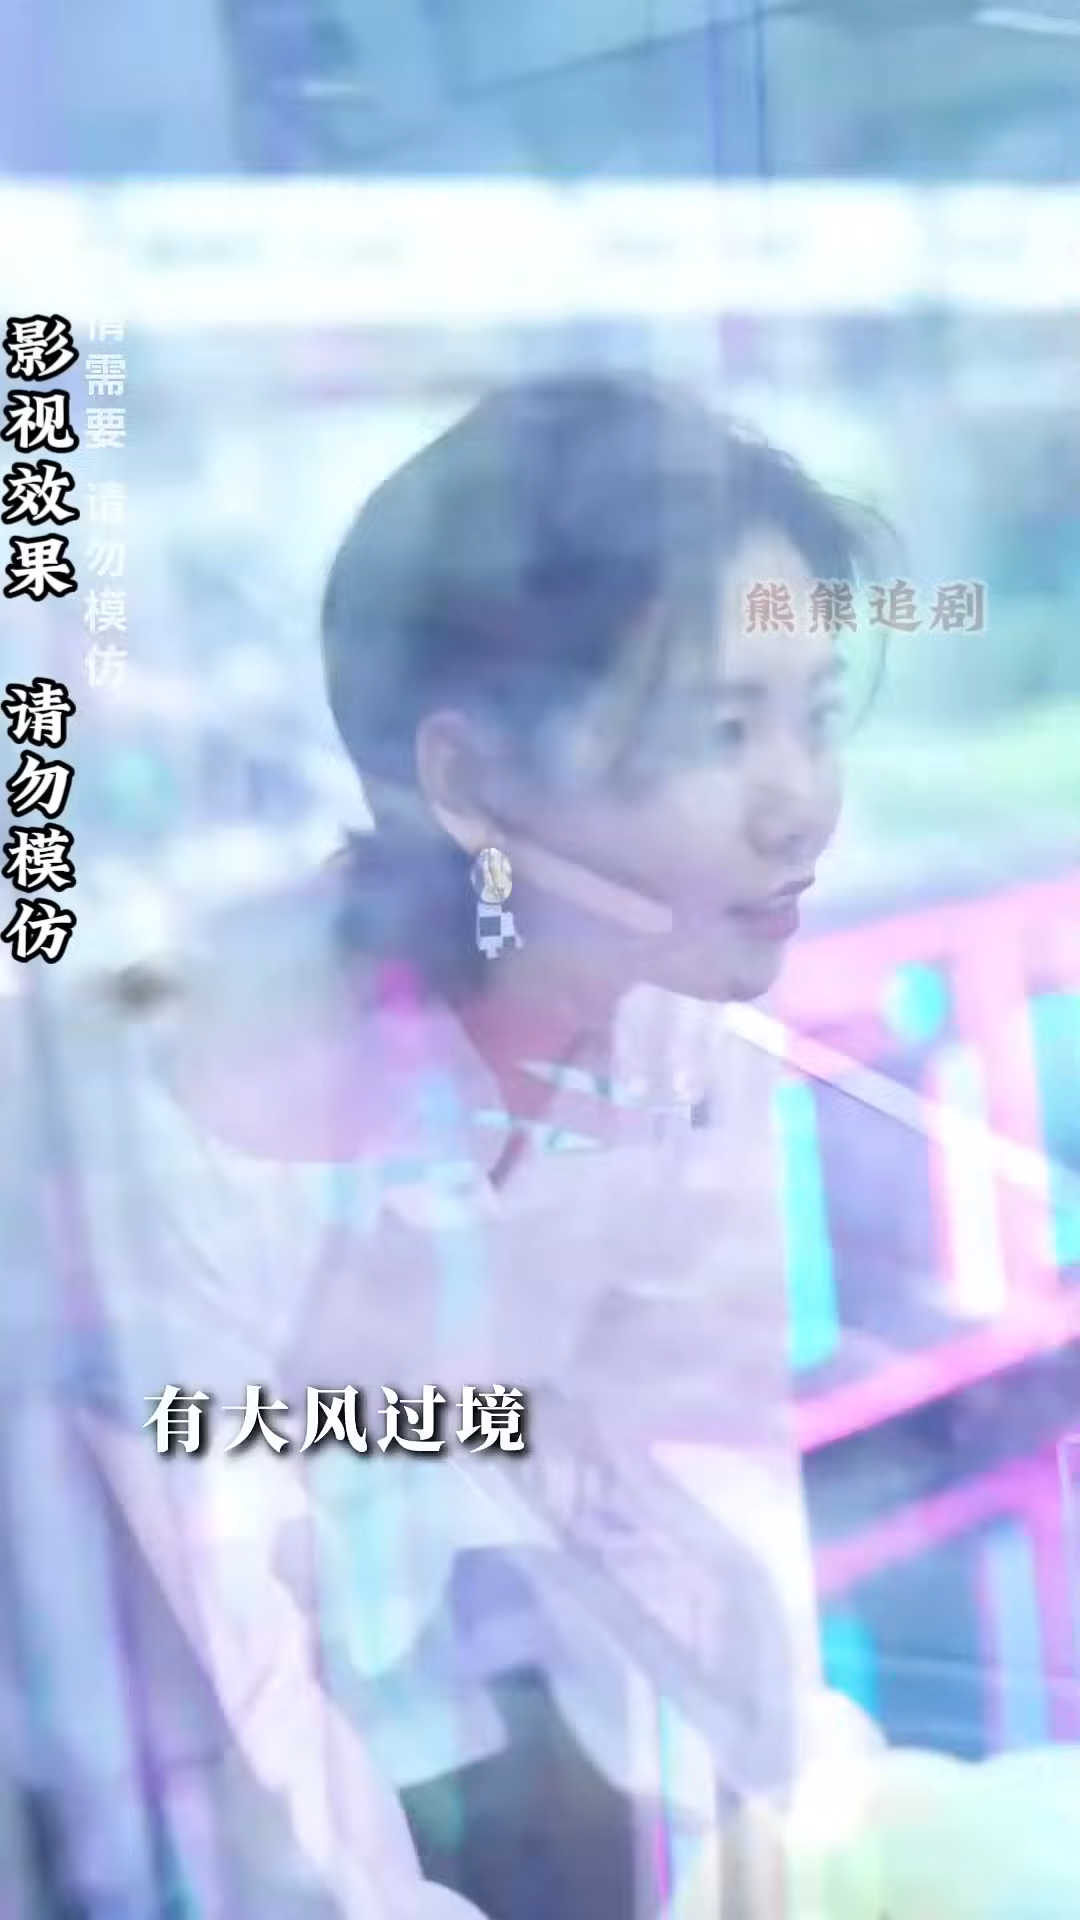 影视效果 请勿模仿
情需要 请勿模仿
熊熊追剧
有大风过境